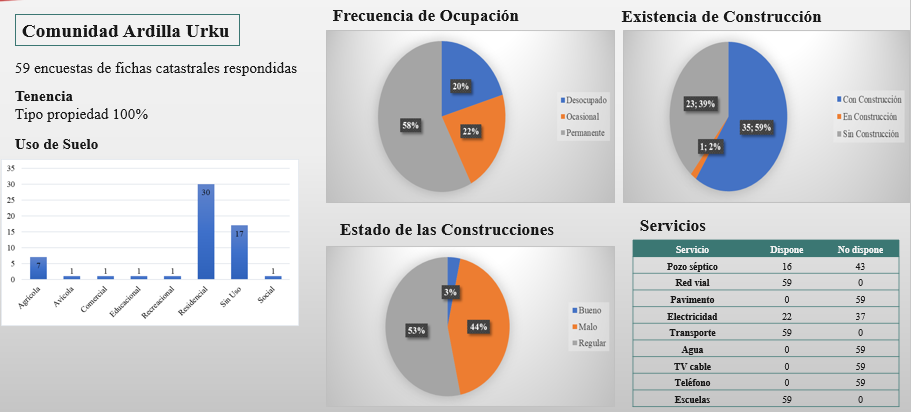 Comunidad Ardilla Urku
59 encuestas de fichas catastrales respondidas
Tenencia
Tipo propiedad 100%
Uso de Suelo
35
30
25
20
15
10
5
0
7
1
1
1
1
30
17
1
Agrícola
Avícola
Comercial
Educacional
Recreacional
Residencial
Sin Uso
Social
Frecuencia de Ocupación
20%
22%
58%
Desocupado
Ocasional
Permanente
Existencia de Construcción
23; 39%
35; 59%
1; 2%
Con Construcción
En Construcción
Sin Construcción
Estado de las Construcciones
3%
44%
53%
Bueno
Malo
Regular
Servicios
Servicio Dispone No dispone
Pozo séptico 16 43
Red vial 59 0
Pavimento 0 59
Electricidad 22 37
Transporte 59 0
Agua 0 59
TV cable 0 59
Teléfono 0 59
Escuelas 59 0